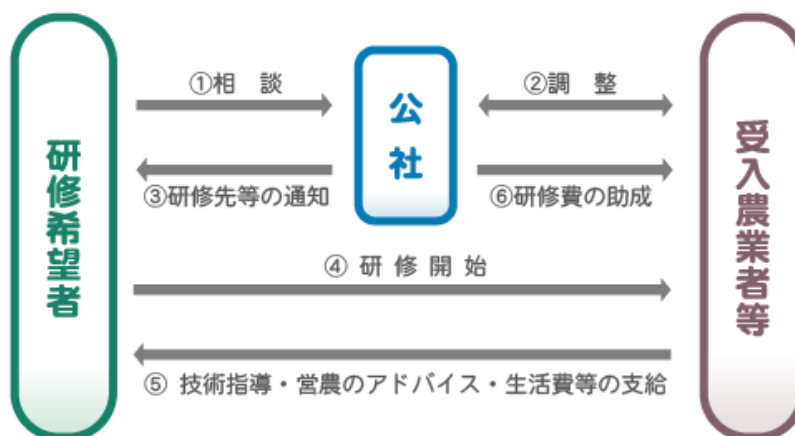 研修希望者
①相 談
公社
②調 整
③研修先等の通知
⑥研修費の助成
④ 研 修 開 始
⑤ 技術指導・営農のアドバイス・生活費等の支給
受入農業者等